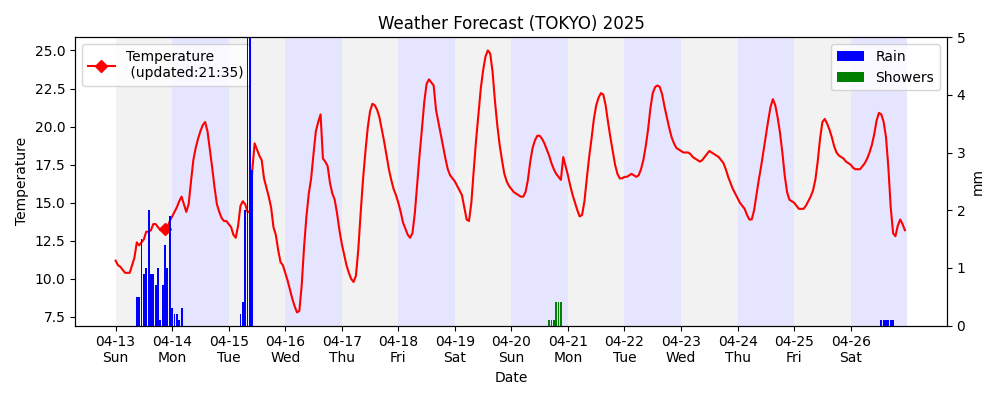 Weather Forecast (TOKYO) 2025
Temperature
(updated:21:35)
Rain
Showers
Temperature
25.0
22.5
20.0
17.5
15.0
12.5
10.0
7.5
5
4
3
2
1
0
mm
04-13 04-14 04-15 04-16 04-17 04-18 04-19 04-20 04-21 04-22 04-23 04-24 04-25 04-26
Sun Mon Tue Wed Thu Fri Sat Sun Mon Tue Wed Thu Fri Sat
Date